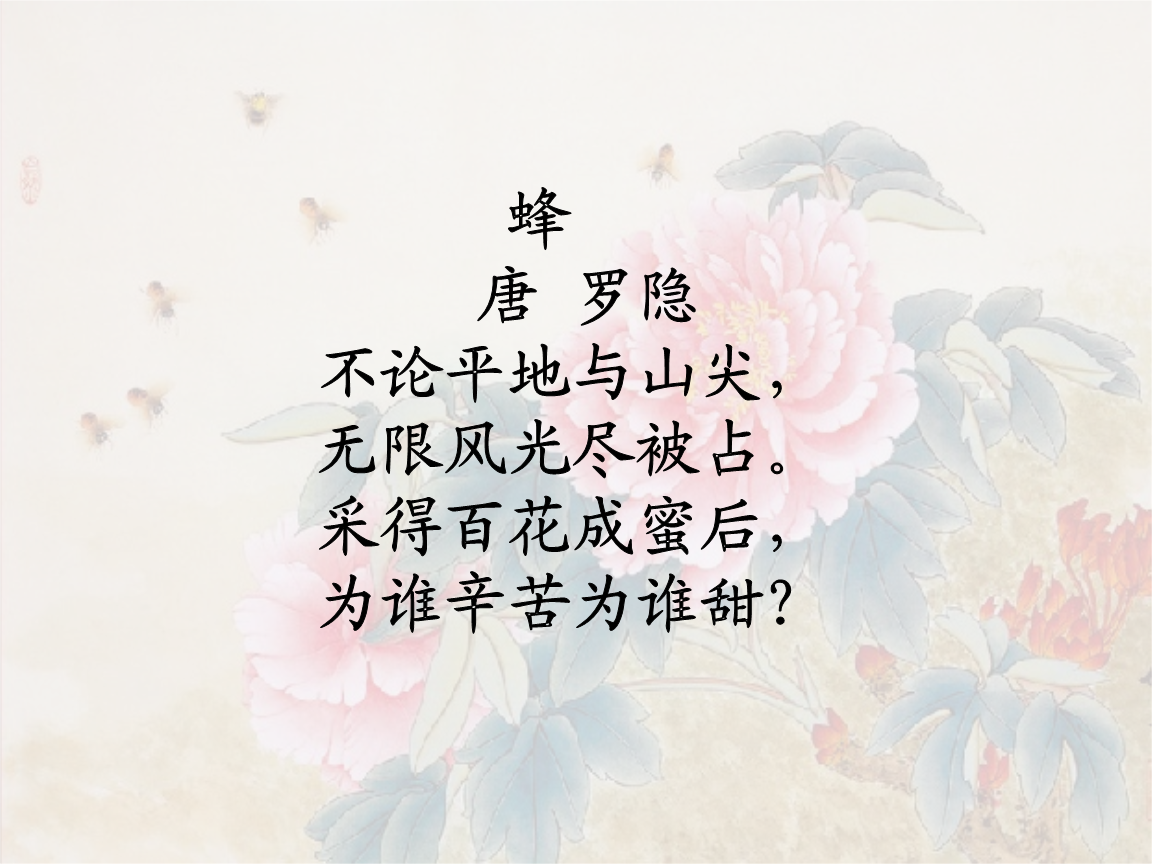 蜂
唐 罗隐
不论平地与山尖，
无限风光尽被占。
采得百花成蜜后，
为谁辛苦为谁甜？